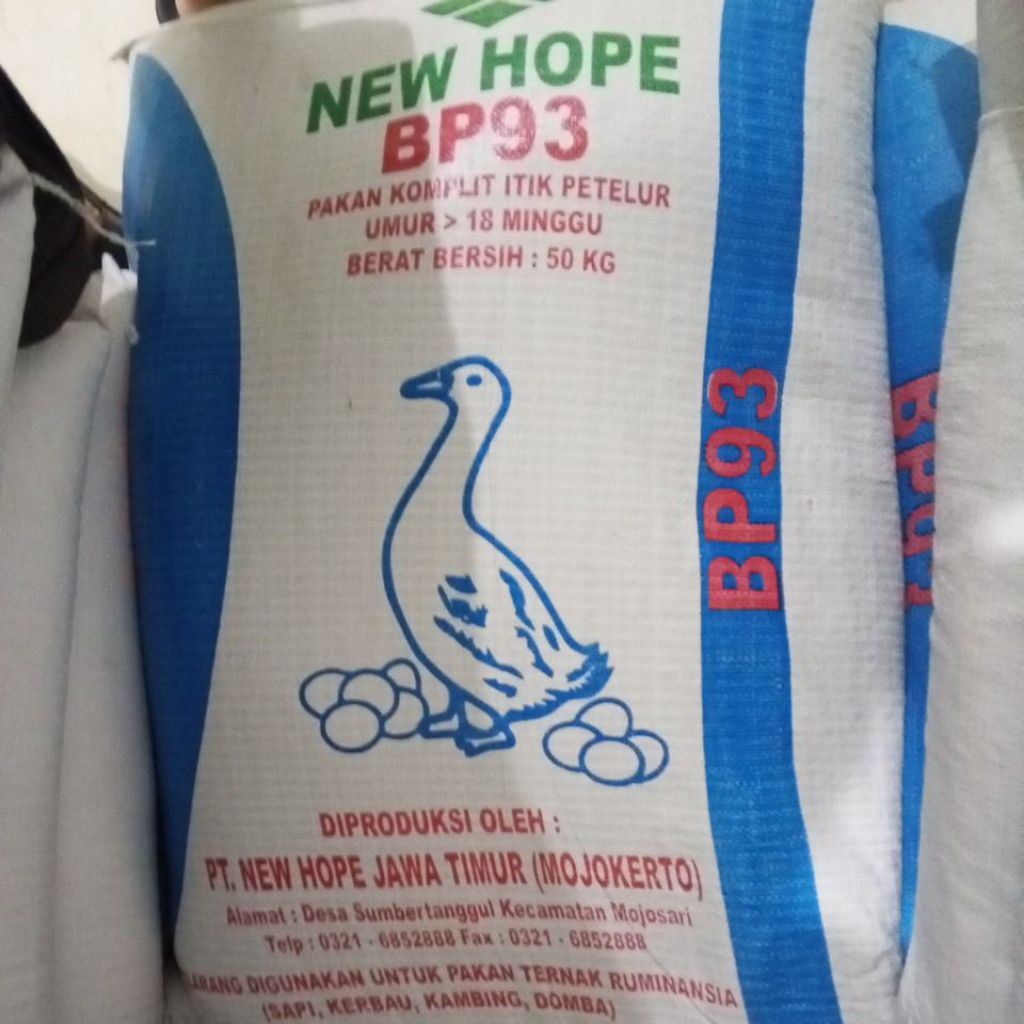 NEW HOPE
BP93
PAKAN KOMPLIT ITIK PETELUR
UMUR > 18 MINGGU
BERAT BERSIH : 50 KG
BP93
DIPRODUKSI OLEH :
PT. NEW HOPE JAWA TIMUR (MOJOKERTO)
Alamat : Desa Sumbertanggul Kecamatan Mojosari
Telp : 0321 - 6852888 Fax : 0321 - 6852888
LARANG DIGUNAKAN UNTUK PAKAN TERNAK RUMINANSIA
(SAPI, KERBAU, KAMBING, DOMBA)